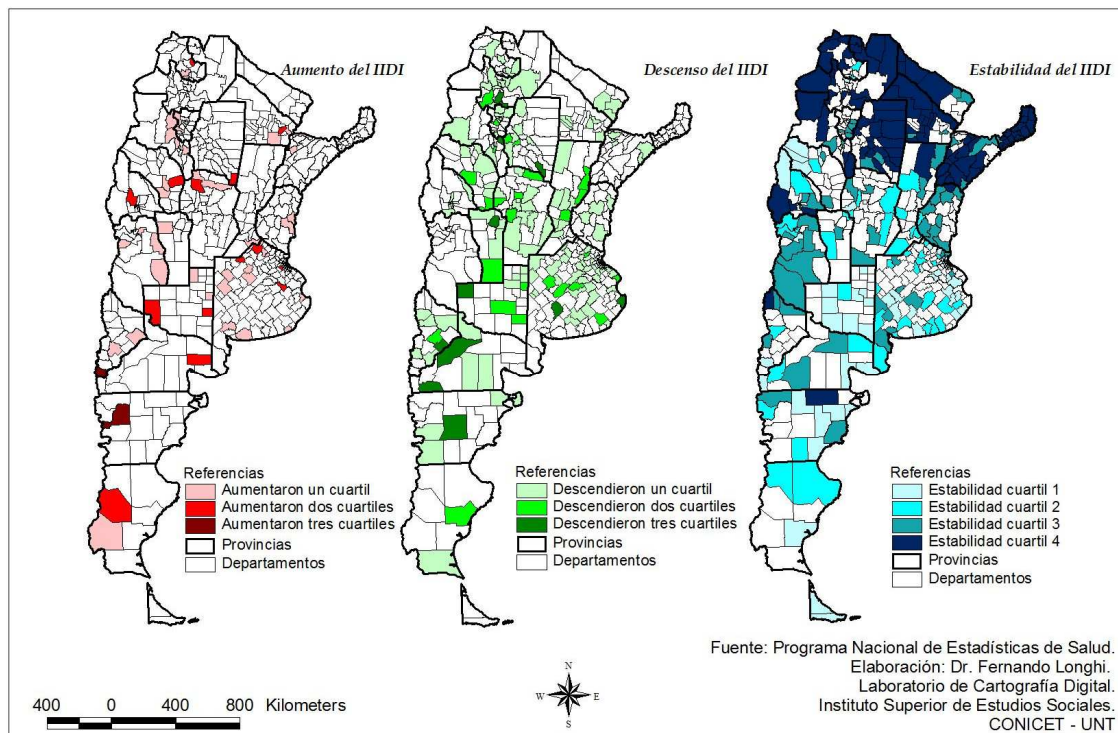 Aumento del IIDI
Referencias
Aumentaron un cuartil
Aumentaron dos cuartiles
Aumentaron tres cuartiles
Provincias
Departamentos
Descenso del IIDI
Referencias
Descendieron un cuartil
Descendieron dos cuartiles
Descendieron tres cuartiles
Provincias
Departamentos
Estabilidad del IIDI
Referencias
Estabilidad cuartil 1
Estabilidad cuartil 2
Estabilidad cuartil 3
Estabilidad cuartil 4
Provincias
Departamentos
400 0 400 800 Kilometers
N
W E
S
Fuente: Programa Nacional de Estadísticas de Salud.
Elaboración: Dr. Fernando Longhi.
Laboratorio de Cartografía Digital.
Instituto Superior de Estudios Sociales.
CONICET - UNT